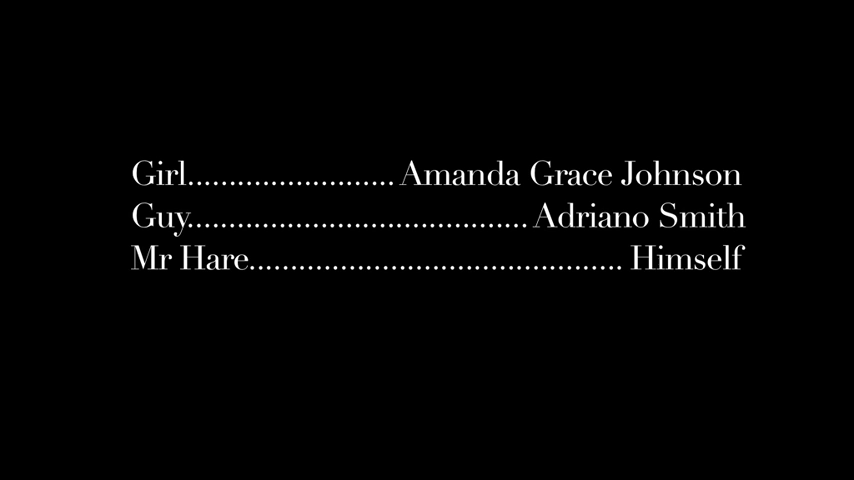 Girl......................... Amanda Grace Johnson
Guy......................................... Adriano Smith
Mr Hare............................................. Himself